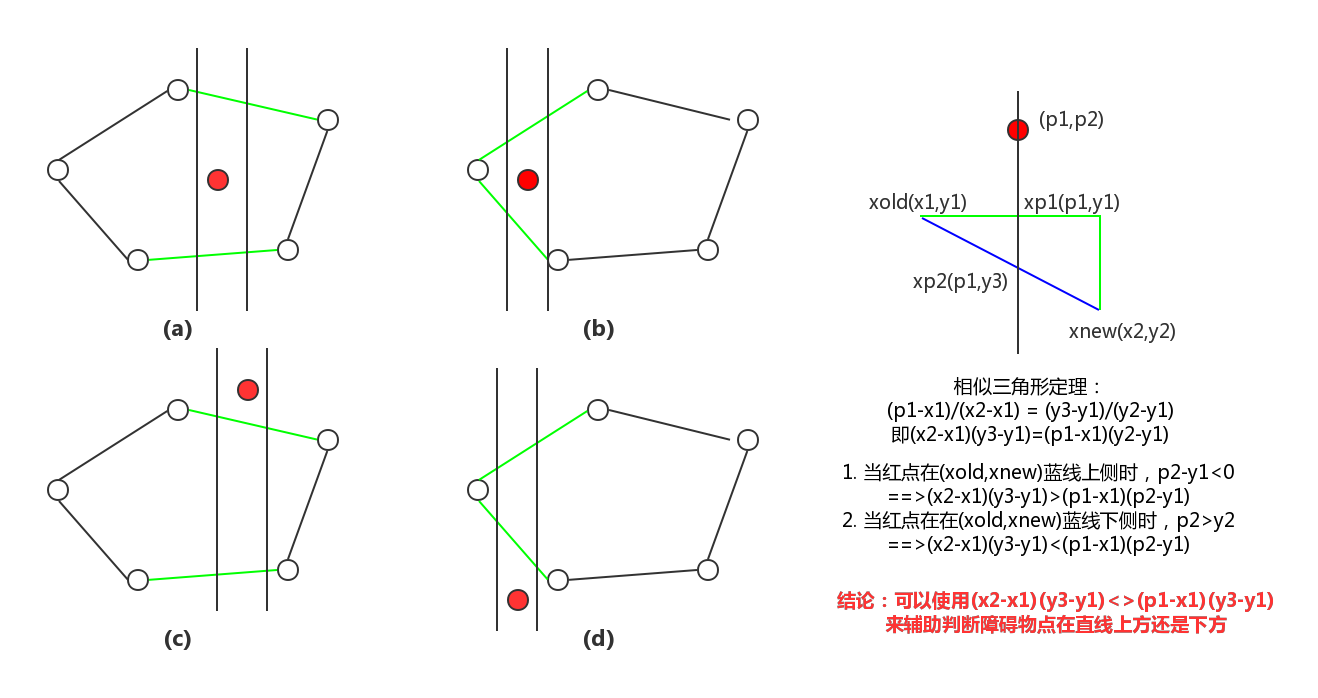 (a)
(b)
(c)
(d)
(p1,p2)
xold(x1,y1)
xp1(p1,y1)
xp2(p1,y3)
xnew(x2,y2)
相似三角形定理：
(p1-x1)/(x2-x1) = (y3-y1)/(y2-y1)
即(x2-x1)(y3-y1)=(p1-x1)(y2-y1)
1. 当红点在(xold,xnew)蓝线上侧时，p2-y1<0
==>(x2-x1)(y3-y1)>(p1-x1)(p2-y1)
2. 当红点在在(xold,xnew)蓝线下侧时，p2>y2
==>(x2-x1)(y3-y1)<(p1-x1)(p2-y1)
结论：可以使用(x2-x1)(y3-y1)<>(p1-x1)(y3-y1)
来辅助判断障碍物点在直线上方还是下方